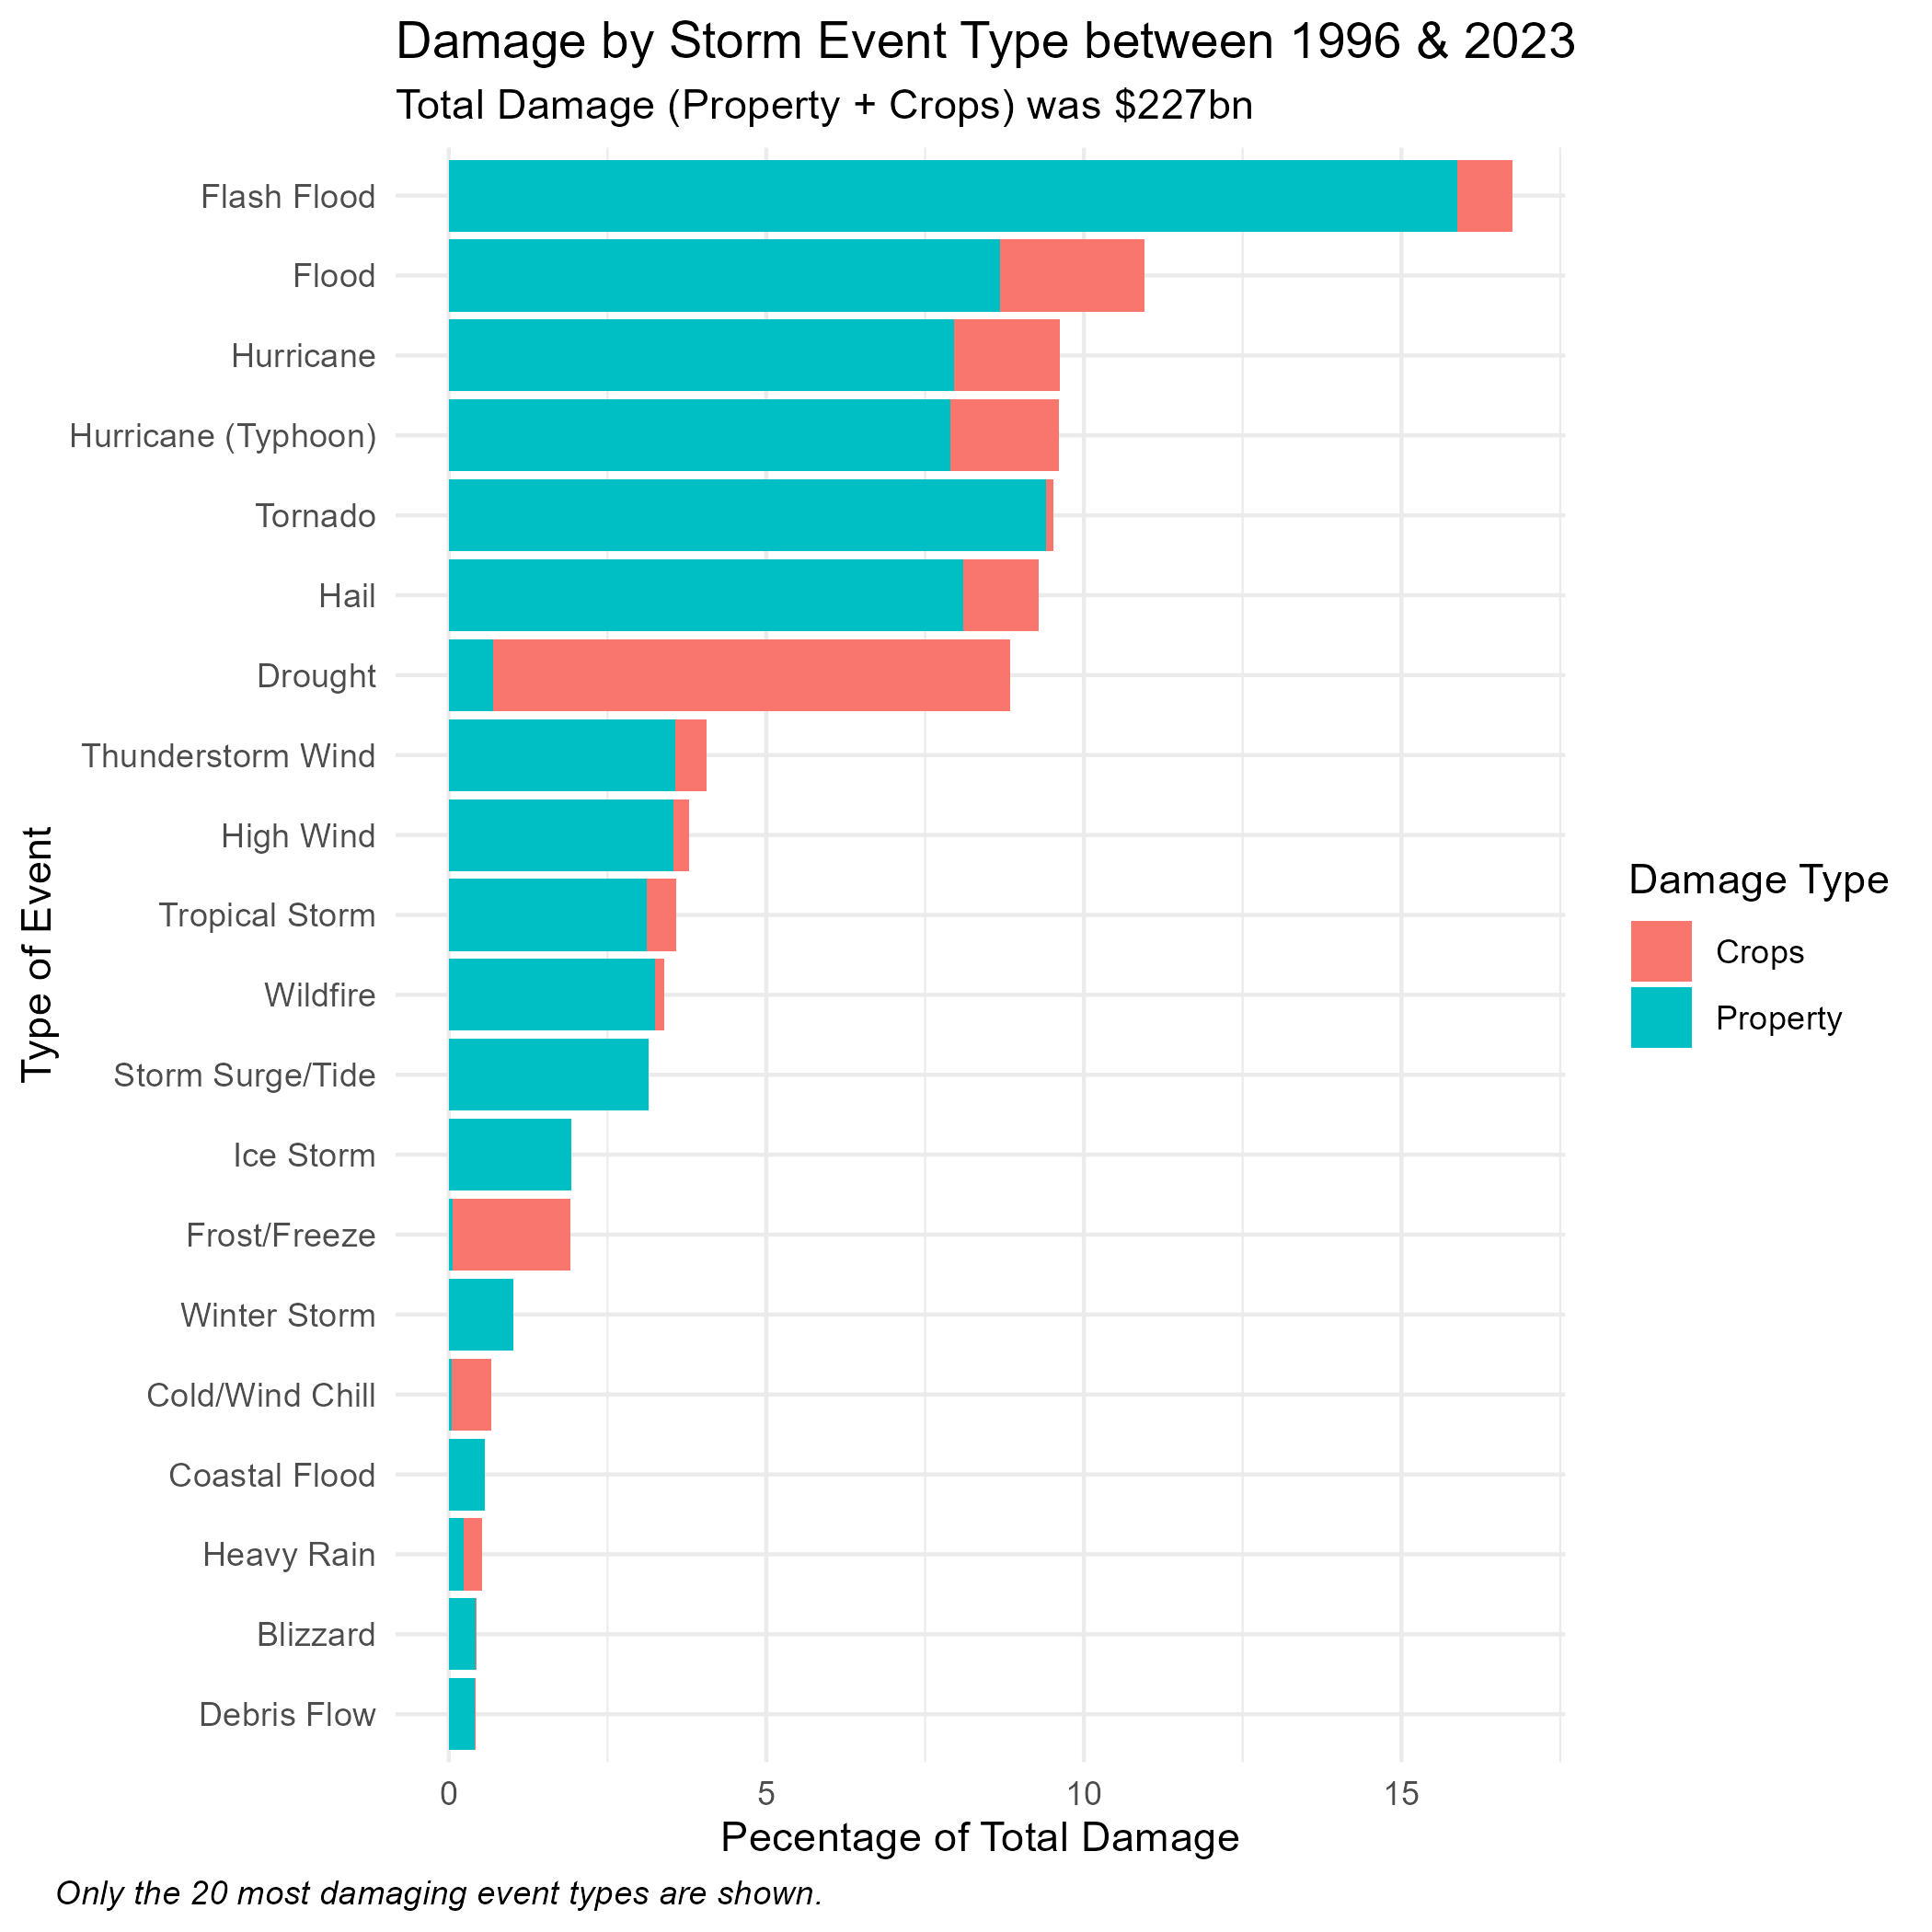 Damage by Storm Event Type between 1996 & 2023
Total Damage (Property + Crops) was $227bn
Flash Flood
Flood
Hurricane
Hurricane (Typhoon)
Tornado
Hail
Drought
Thunderstorm Wind
High Wind
Tropical Storm
Wildfire
Storm Surge/Tide
Ice Storm
Frost/Freeze
Winter Storm
Cold/Wind Chill
Coastal Flood
Heavy Rain
Blizzard
Debris Flow
Type of Event
0 5 10 15
Pecentage of Total Damage
Damage Type
Crops
Property
Only the 20 most damaging event types are shown.